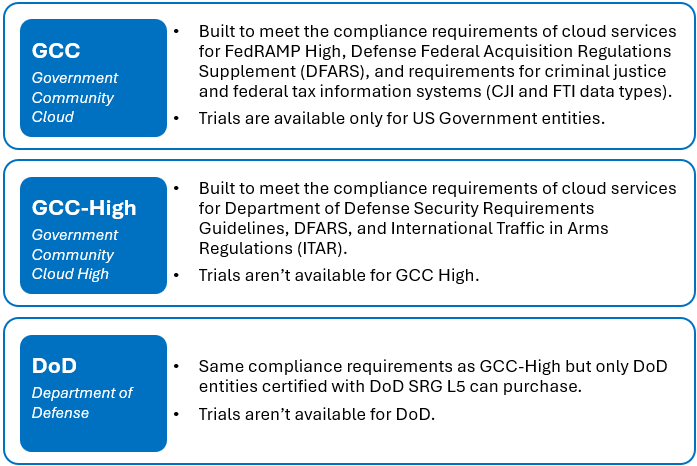 GCC
Government
Community
Cloud
• Built to meet the compliance requirements of cloud services
for FedRAMP High, Defense Federal Acquisition Regulations
Supplement (DFARS), and requirements for criminal justice
and federal tax information systems (CJI and FTI data types).
• Trials are available only for US Government entities.
GCC-High
Government
Community
Cloud High
• Built to meet the compliance requirements of cloud services
for Department of Defense Security Requirements
Guidelines, DFARS, and International Traffic in Arms
Regulations (ITAR).
• Trials aren’t available for GCC High.
DoD
Department of
Defense
• Same compliance requirements as GCC-High but only DoD
entities certified with DoD SRG L5 can purchase.
• Trials aren’t available for DoD.